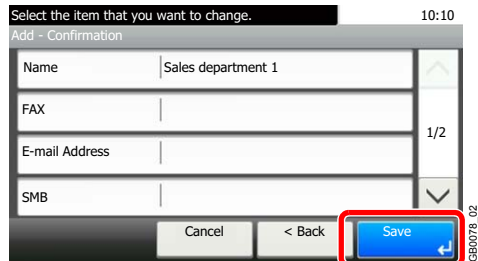 Select the item that you want to change.
10:10
Add - Confirmation
Name Sales department 1
FAX
1/2
E-mail Address
SMB
Cancel < Back Save
GB0078_02